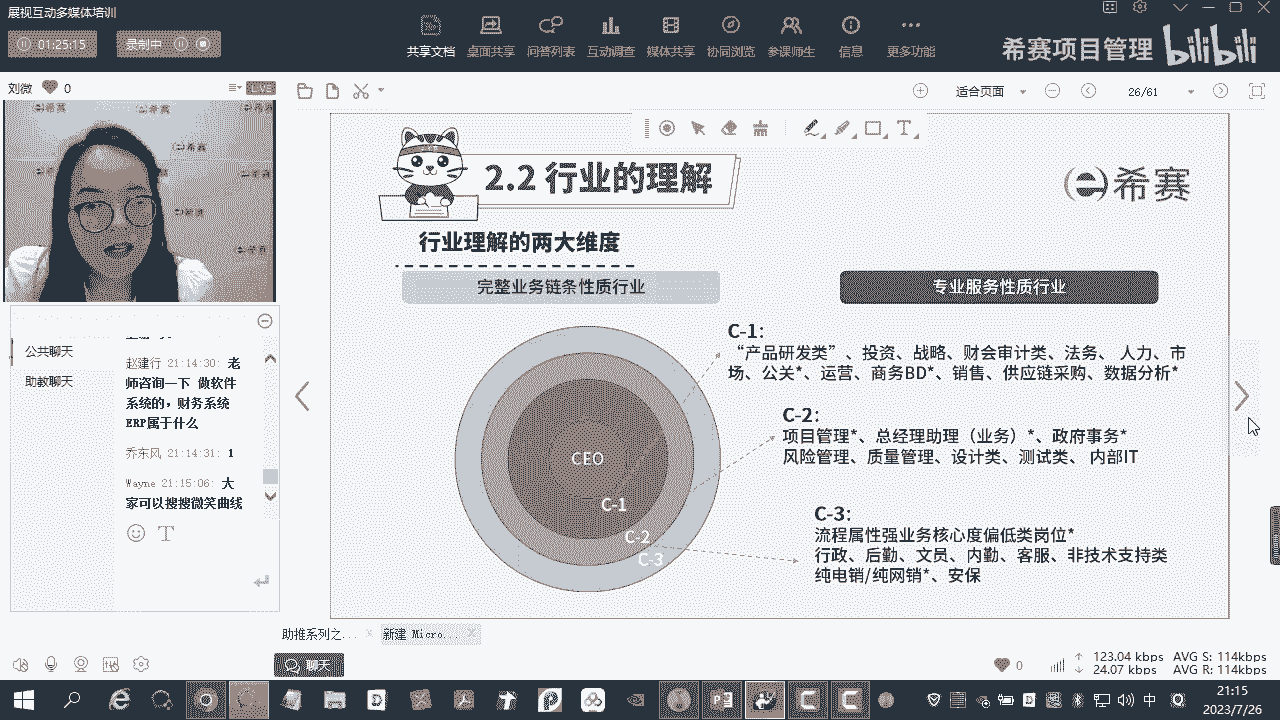 展视互动多媒体培训
01:25:15
录制中
共享文档
桌面共享
问答列表
互动调查
媒体共享
协同浏览
参课师生
信息
更多功能
希赛项目管理
bilibili
刘微
0
LIVE
适合页面
26/61
2.2 行业的理解
希赛
行业理解的两大维度
完整业务链条性质行业
专业服务性质行业
CEO
C-1
C-2
C-3
C-1:
“产品研发类”、投资、战略、财会审计类、法务、 人力、市
场、公关*、运营、商务BD*、销售、供应链采购、数据分析*
C-2:
项目管理*、总经理助理（业务）*、政府事务*
风险管理、质量管理、设计类、测试类、 内部IT
C-3:
流程属性强业务核心度偏低类岗位*
行政、后勤、文员、内勤、客服、非技术支持类
纯电销/纯网销*、安保
公共聊天
助教聊天
赵建行 21:14:30: 老
师咨询一下 做软件
系统的，财务系统
ERP属于什么
乔东风 21:14:31: 1
Wayne 21:15:06: 大
家可以搜搜微笑曲线
助推系列之...
新建 Micro...
聊天
0
123.04 kbps AVG S: 114kbps
24.07 kbps AVG R: 114kbps
中
21:15
2023/7/26